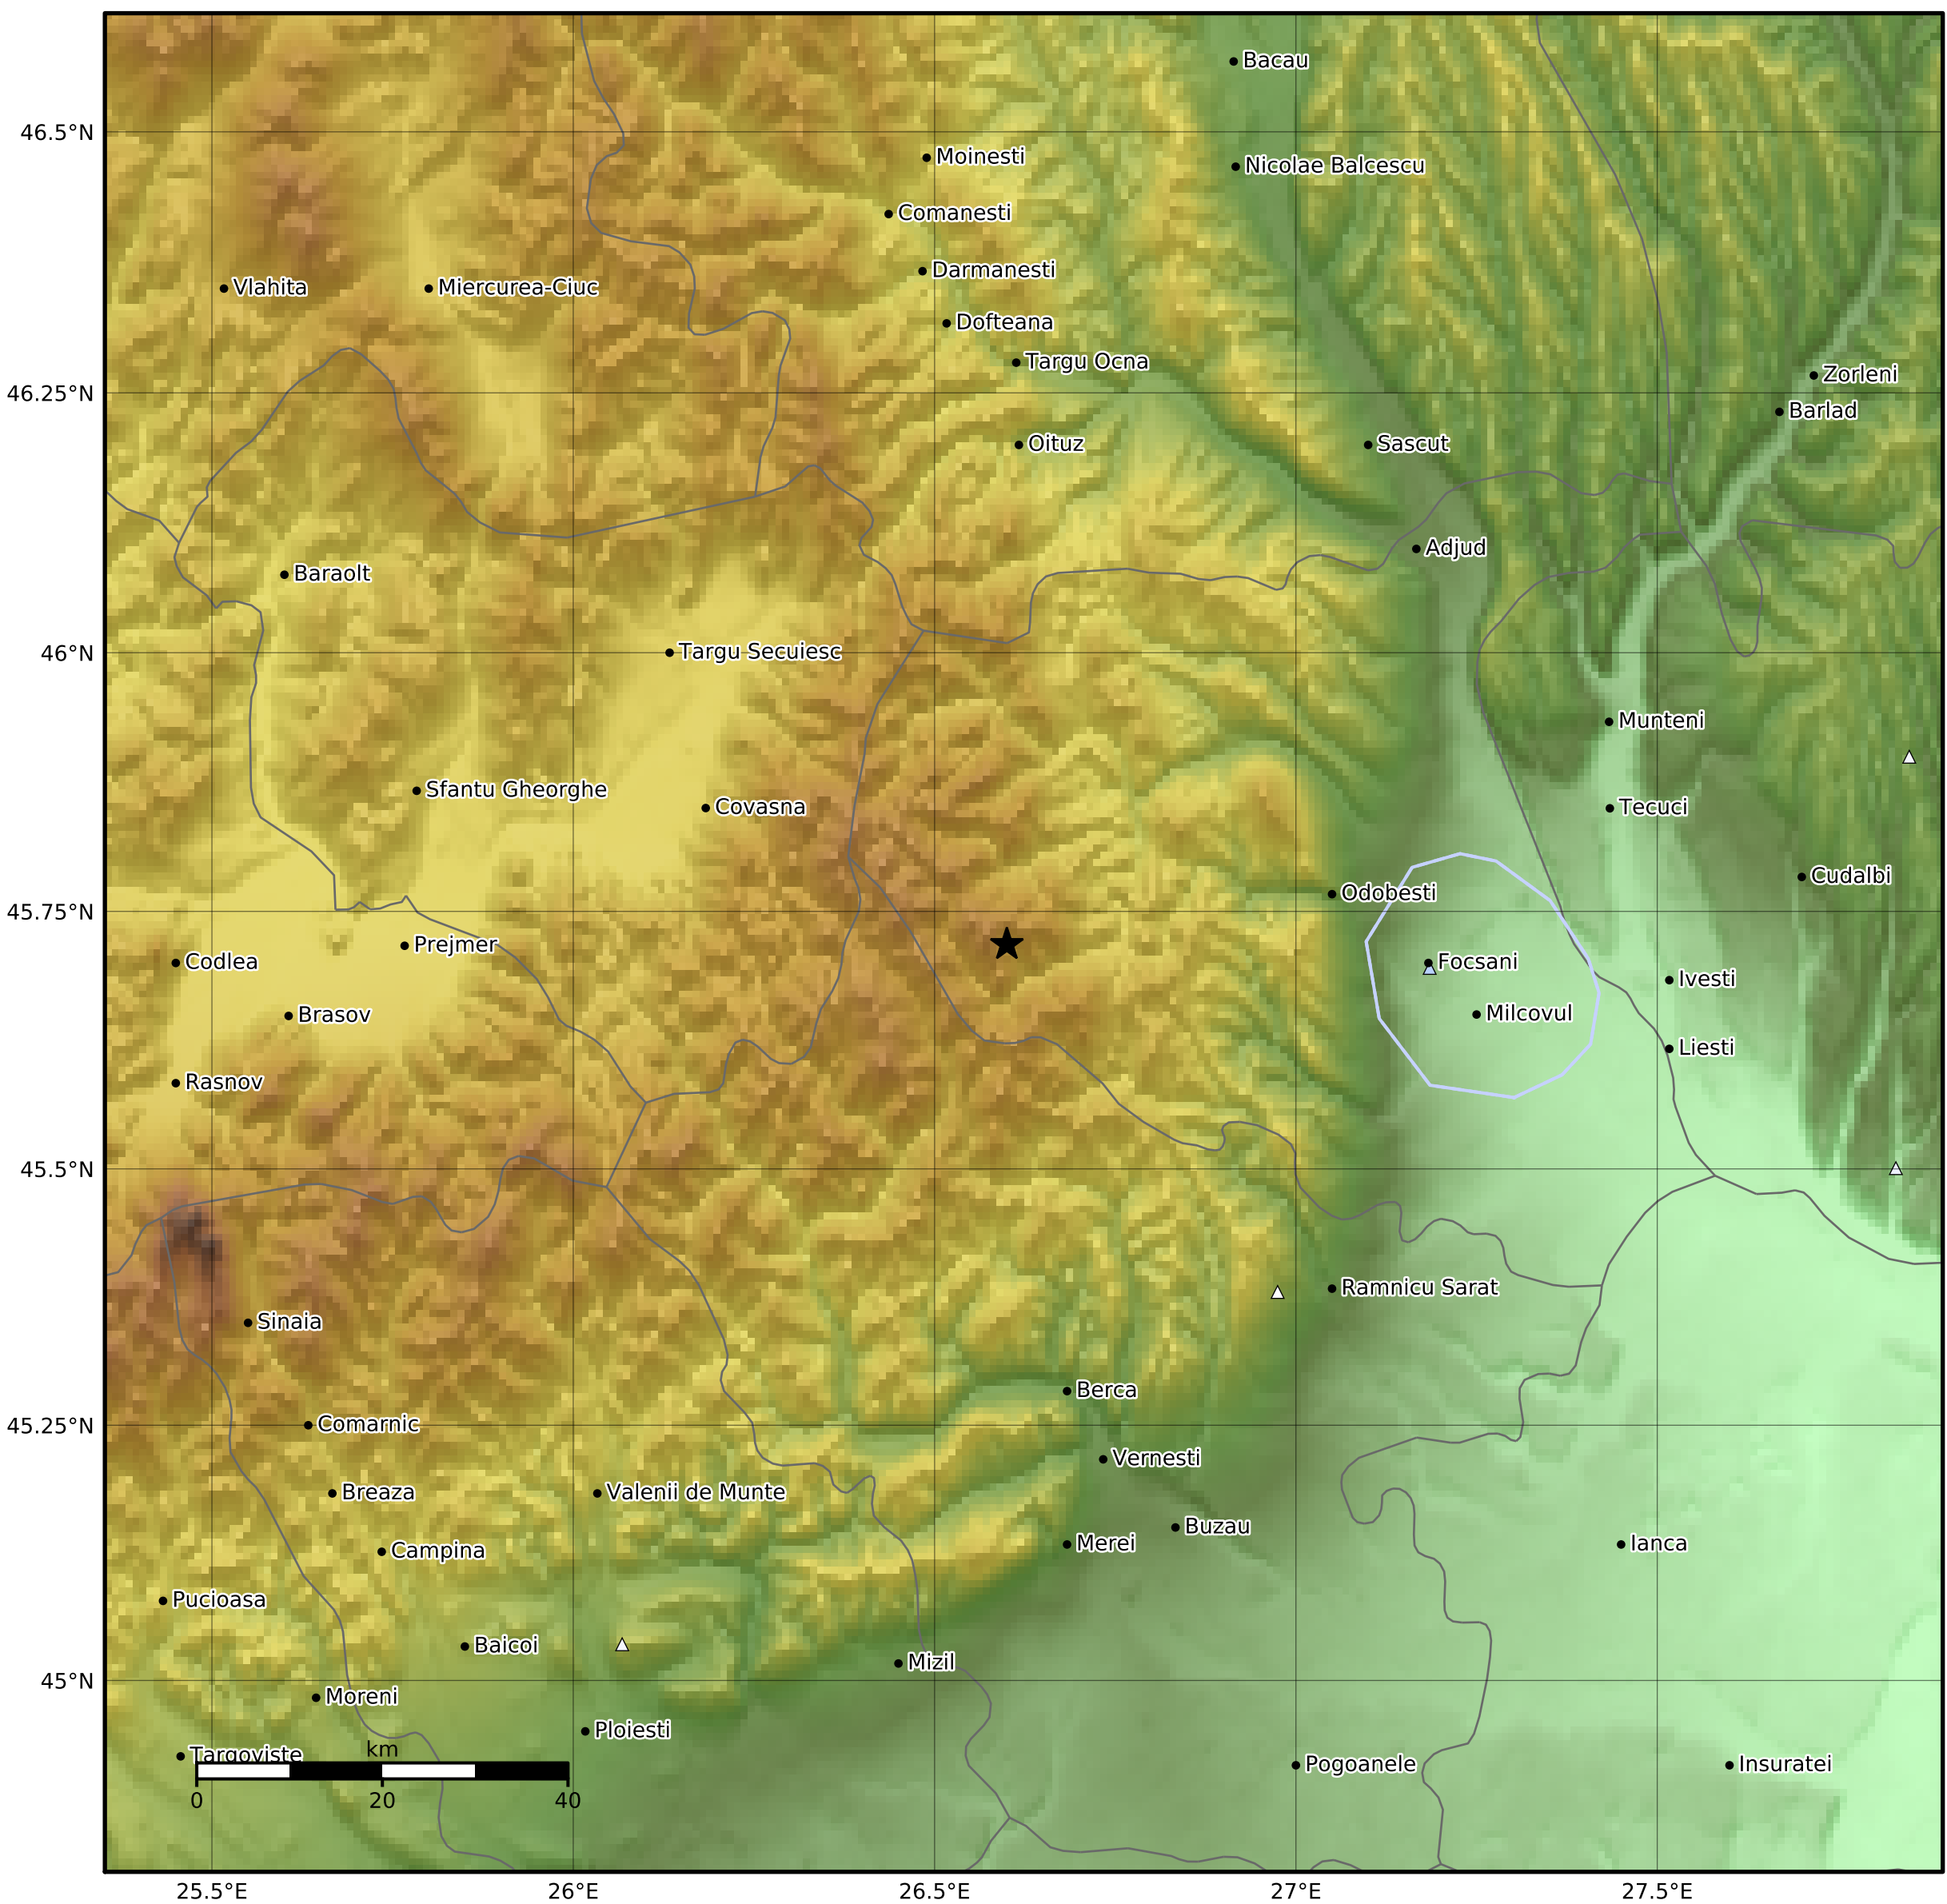 Bacau
46.5°N
Moinesti
Nicolae Balcescu
Comanesti
Darmanesti
Vlahita
Miercurea-Ciuc
Dofteana
Targu Ocna
Zorleni
46.25°N
Barlad
Oituz
Sascut
Adjud
Baraolt
46°N
Targu Secuiesc
Munteni
Sfantu Gheorghe
Covasna
Tecuci
Cudalbi
Odobesti
45.75°N
Prejmer
Codlea
Focsani
Ivesti
Brasov
Milcovul
Liesti
Rasnov
45.5°N
Ramnicu Sarat
Sinaia
Berca
45.25°N
Comarnic
Vernesti
Breaza
Valenii de Munte
Buzau
Merei
Ianca
Campina
Pucioasa
Baicoi
Mizil
45°N
Moreni
Ploiesti
Targoviste
km
Pogoanele
Insuratei
0 20 40
25.5°E 26°E 26.5°E 27°E 27.5°E